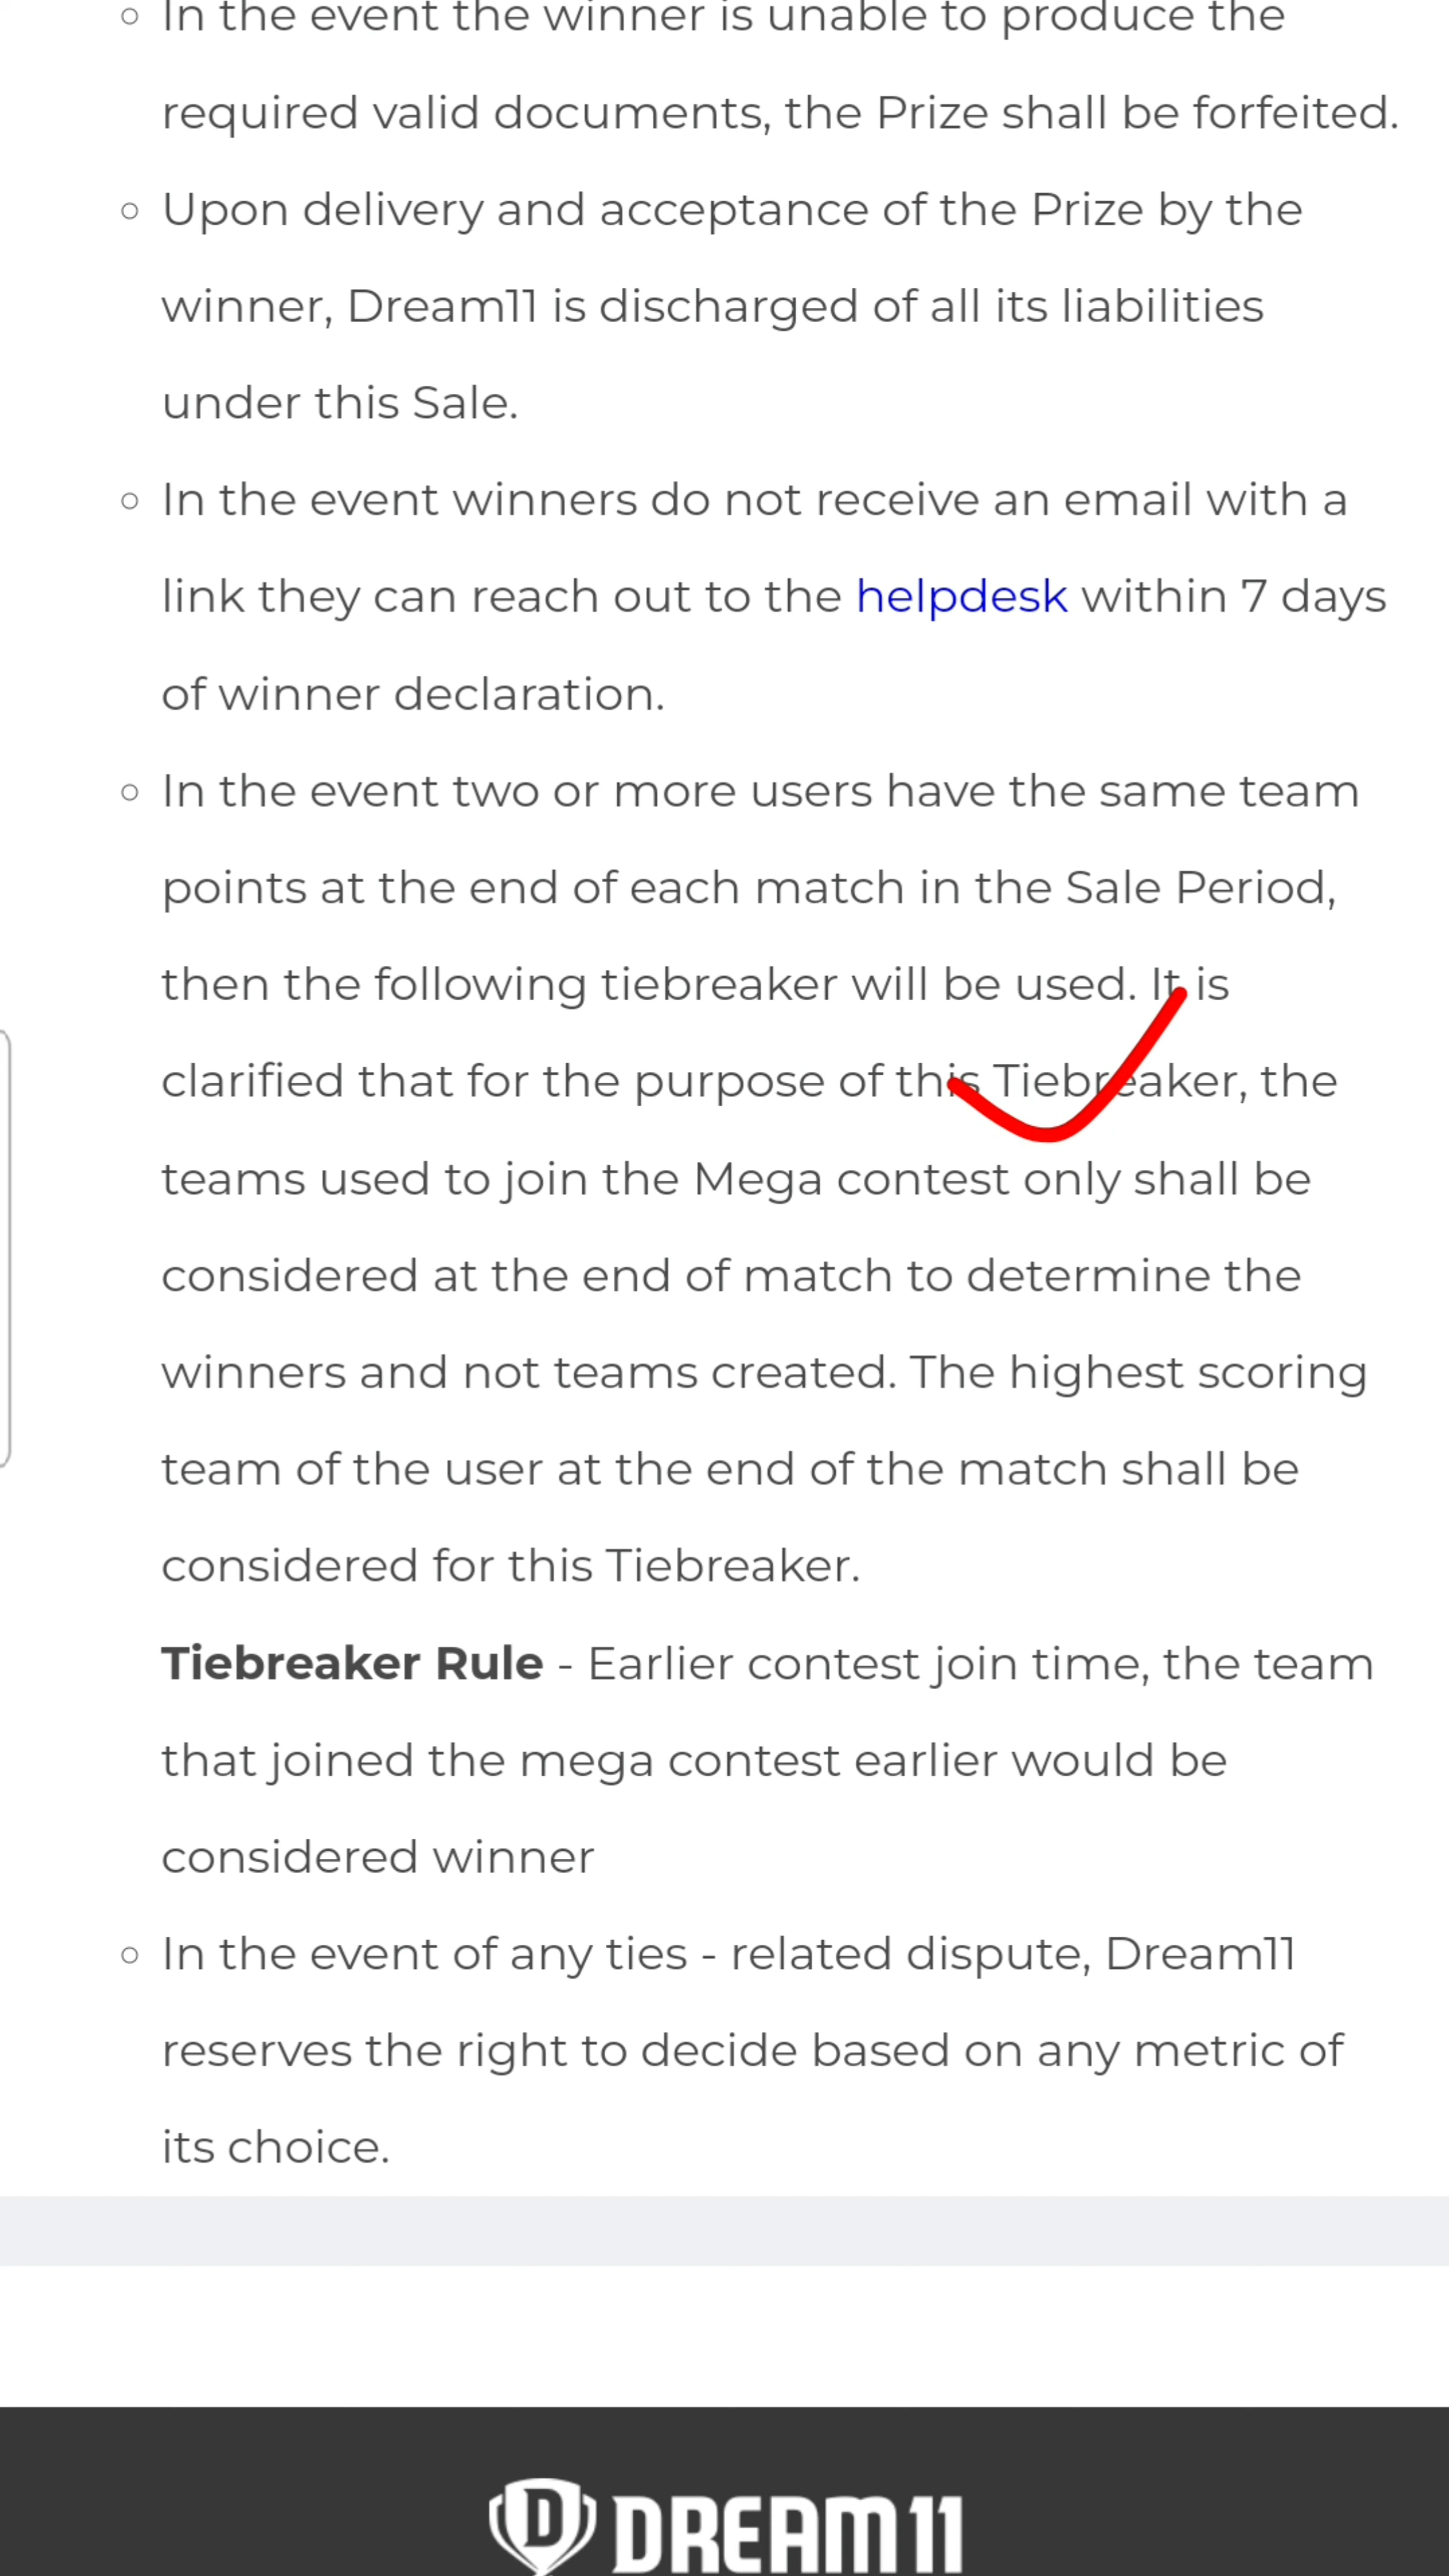 In the event the winner is unable to produce the
required valid documents, the Prize shall be forfeited.
Upon delivery and acceptance of the Prize by the
winner, Dream11 is discharged of all its liabilities
under this Sale.
In the event winners do not receive an email with a
link they can reach out to the helpdesk within 7 days
of winner declaration.
In the event two or more users have the same team
points at the end of each match in the Sale Period,
then the following tiebreaker will be used. It is
clarified that for the purpose of this Tiebreaker, the
teams used to join the Mega contest only shall be
considered at the end of match to determine the
winners and not teams created. The highest scoring
team of the user at the end of the match shall be
considered for this Tiebreaker.
Tiebreaker Rule - Earlier contest join time, the team
that joined the mega contest earlier would be
considered winner
In the event of any ties - related dispute, Dream11
reserves the right to decide based on any metric of
its choice.
DREAM11